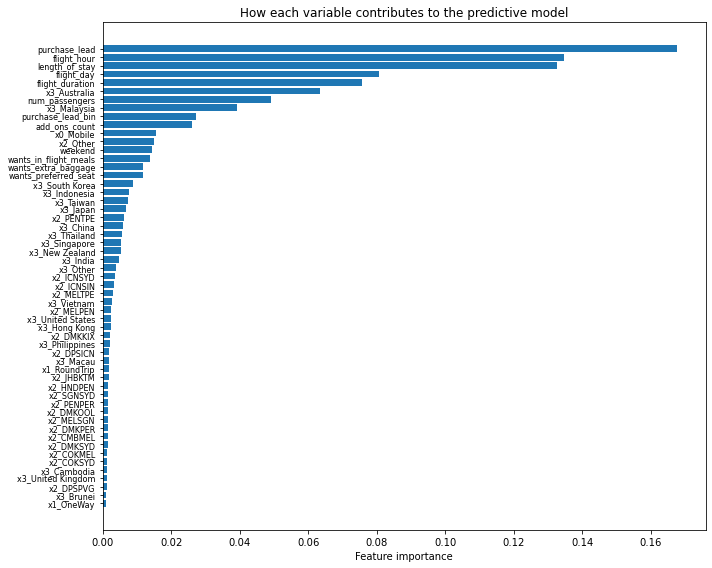 How each variable contributes to the predictive model
purchase_lead
flight_hour
length_of_stay
flight_day
flight_duration
x3_Australia
num_passengers
x3_Malaysia
purchase_lead_bin
add_ons_count
x0_Mobile
x2_Other
weekend
wants_in_flight_meals
wants_extra_baggage
wants_preferred_seat
x3_South Korea
x3_Indonesia
x3_Taiwan
x3_Japan
x2_PENTPE
x3_China
x3_Thailand
x3_Singapore
x3_New Zealand
x3_India
x3_Other
x2_ICNSYD
x2_ICNSIN
x2_MELTPE
x3_Vietnam
x2_MELPEN
x3_United States
x3_Hong Kong
x2_DMKKIX
x3_Philippines
x2_DPSICN
x3_Macau
x1_RoundTrip
x2_JHBKTM
x2_HNDPEN
x2_SGNSYD
x2_PENPER
x2_DMKOOL
x2_MELSGN
x2_DMKPER
x2_CMBMEL
x2_DMKSYD
x2_COKMEL
x2_COKSYD
x3_Cambodia
x3_United Kingdom
x2_DPSPVG
x3_Brunei
x1_OneWay
0.00 0.02 0.04 0.06 0.08 0.10 0.12 0.14 0.16
Feature importance